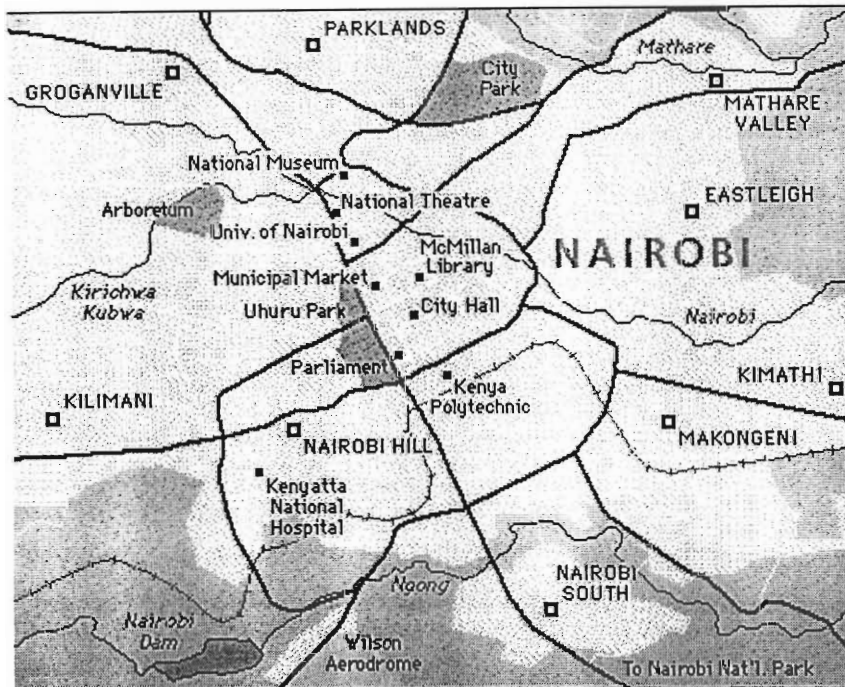 PARKLANDS
Mathare
City
Park
GROGANVILLE
MATHARE
VALLEY
National Museum
EASTLEIGH
Arboretum
National Theatre
Univ. of Nairobi
McMillan
Library
NAIROBI
Municipal Market
Kirichwa
Kubwa
Uhuru Park
City Hall
Nairobi
Parliament
Kenya
Polytechnic
KIMATHI
KILIMANI
NAIROBI HILL
MAKONGENI
Kenyatta
National
Hospital
Ngong
NAIROBI
SOUTH
Nairobi
Dam
Wilson
Aerodrome
To Nairobi Nat'l. Park